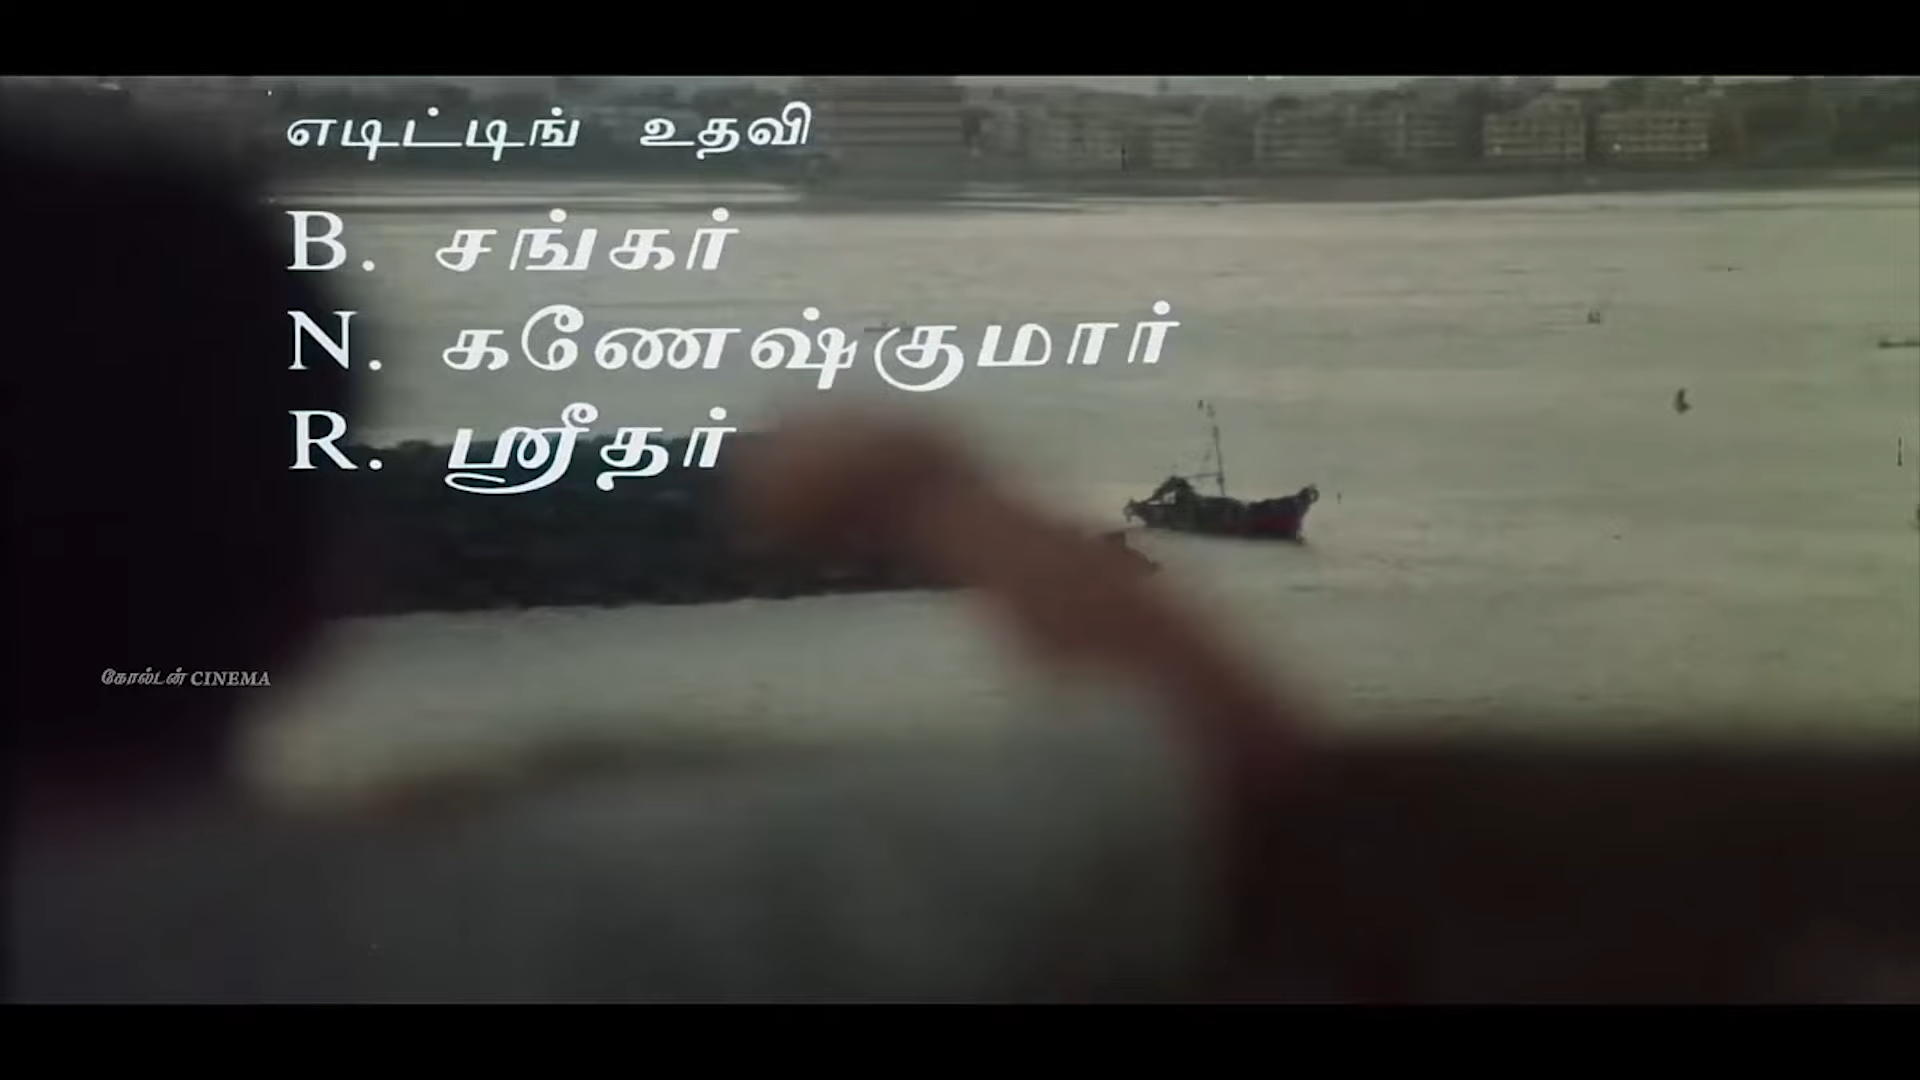 எடிட்டிங் உதவி
B. சங்கர்
N. கணேஷ்குமார்
R. ஸ்ரீதர்
கோல்டன் CINEMA